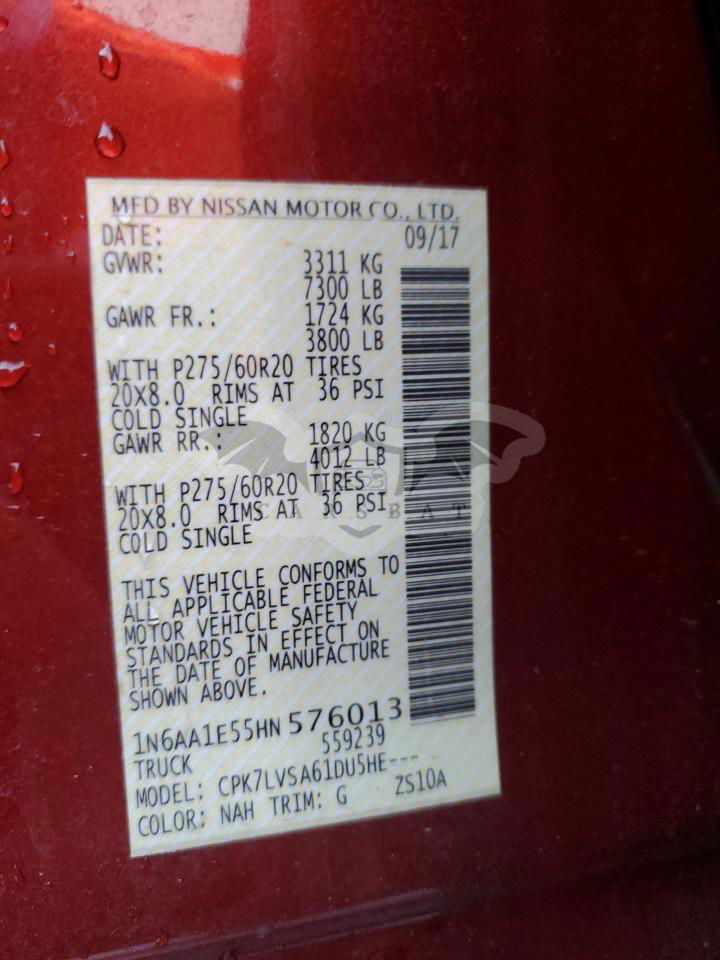 MFD BY NISSAN MOTOR CO., LTD.
DATE: 09/17
GVWR: 3311 KG
7300 LB
GAWR FR.: 1724 KG
3800 LB
WITH P275/60R20 TIRES
20X8.0 RIMS AT 36 PSI
COLD SINGLE
GAWR RR.: 1820 KG
4012 LB
WITH P275/60R20 TIRES
20X8.0 RIMS AT 36 PSI
COLD SINGLE
CARSBAT
THIS VEHICLE CONFORMS TO
ALL APPLICABLE FEDERAL
MOTOR VEHICLE SAFETY
STANDARDS IN EFFECT ON
THE DATE OF MANUFACTURE
SHOWN ABOVE.
1N6AA1E55HN 576013
TRUCK 559239
MODEL: CPK7LVSA61DU5HE---
COLOR: NAH TRIM: G ZS10A